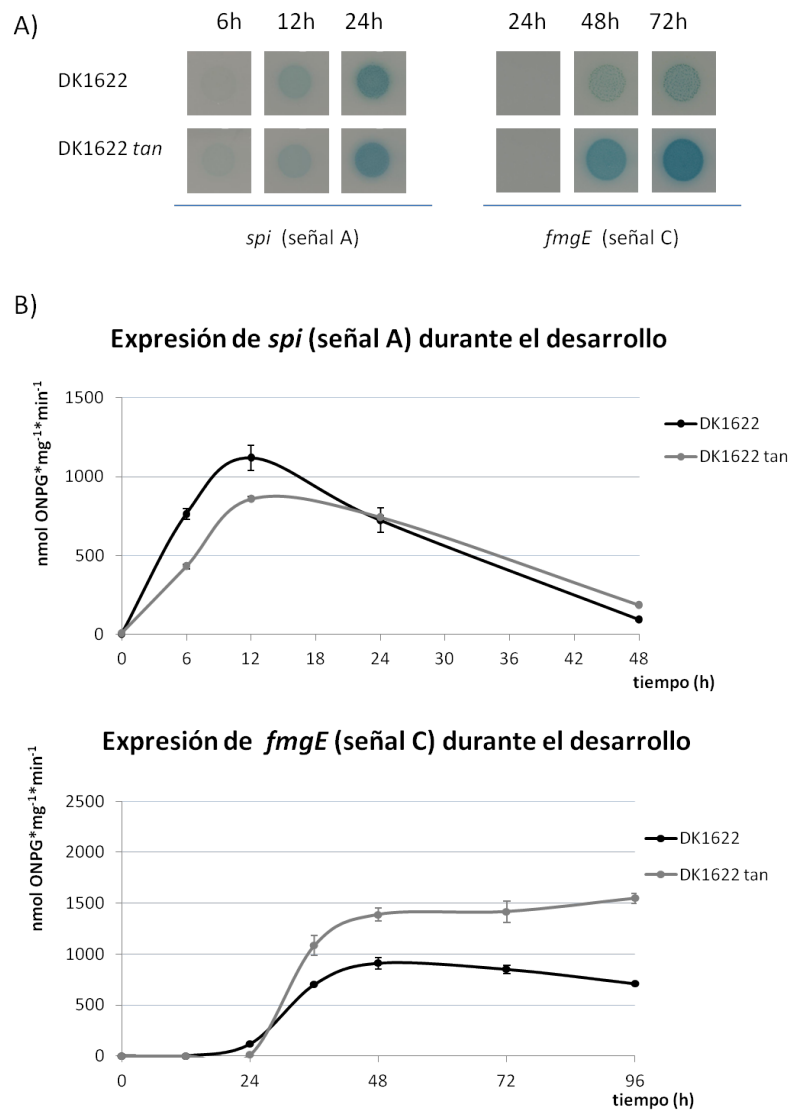 A)
6h 12h 24h 24h 48h 72h
DK1622
DK1622 tan
spi (señal A) fmgE (señal C)
B)
Expresión de spi (señal A) durante el desarrollo
nmol ONPG*mg-1*min-1
1500
1000
500
0
0 6 12 18 24 30 36 42 48
tiempo (h)
DK1622
DK1622 tan
Expresión de fmgE (señal C) durante el desarrollo
nmol ONPG*mg-1*min-1
2500
2000
1500
1000
500
0
0 24 48 72 96
tiempo (h)
DK1622
DK1622 tan